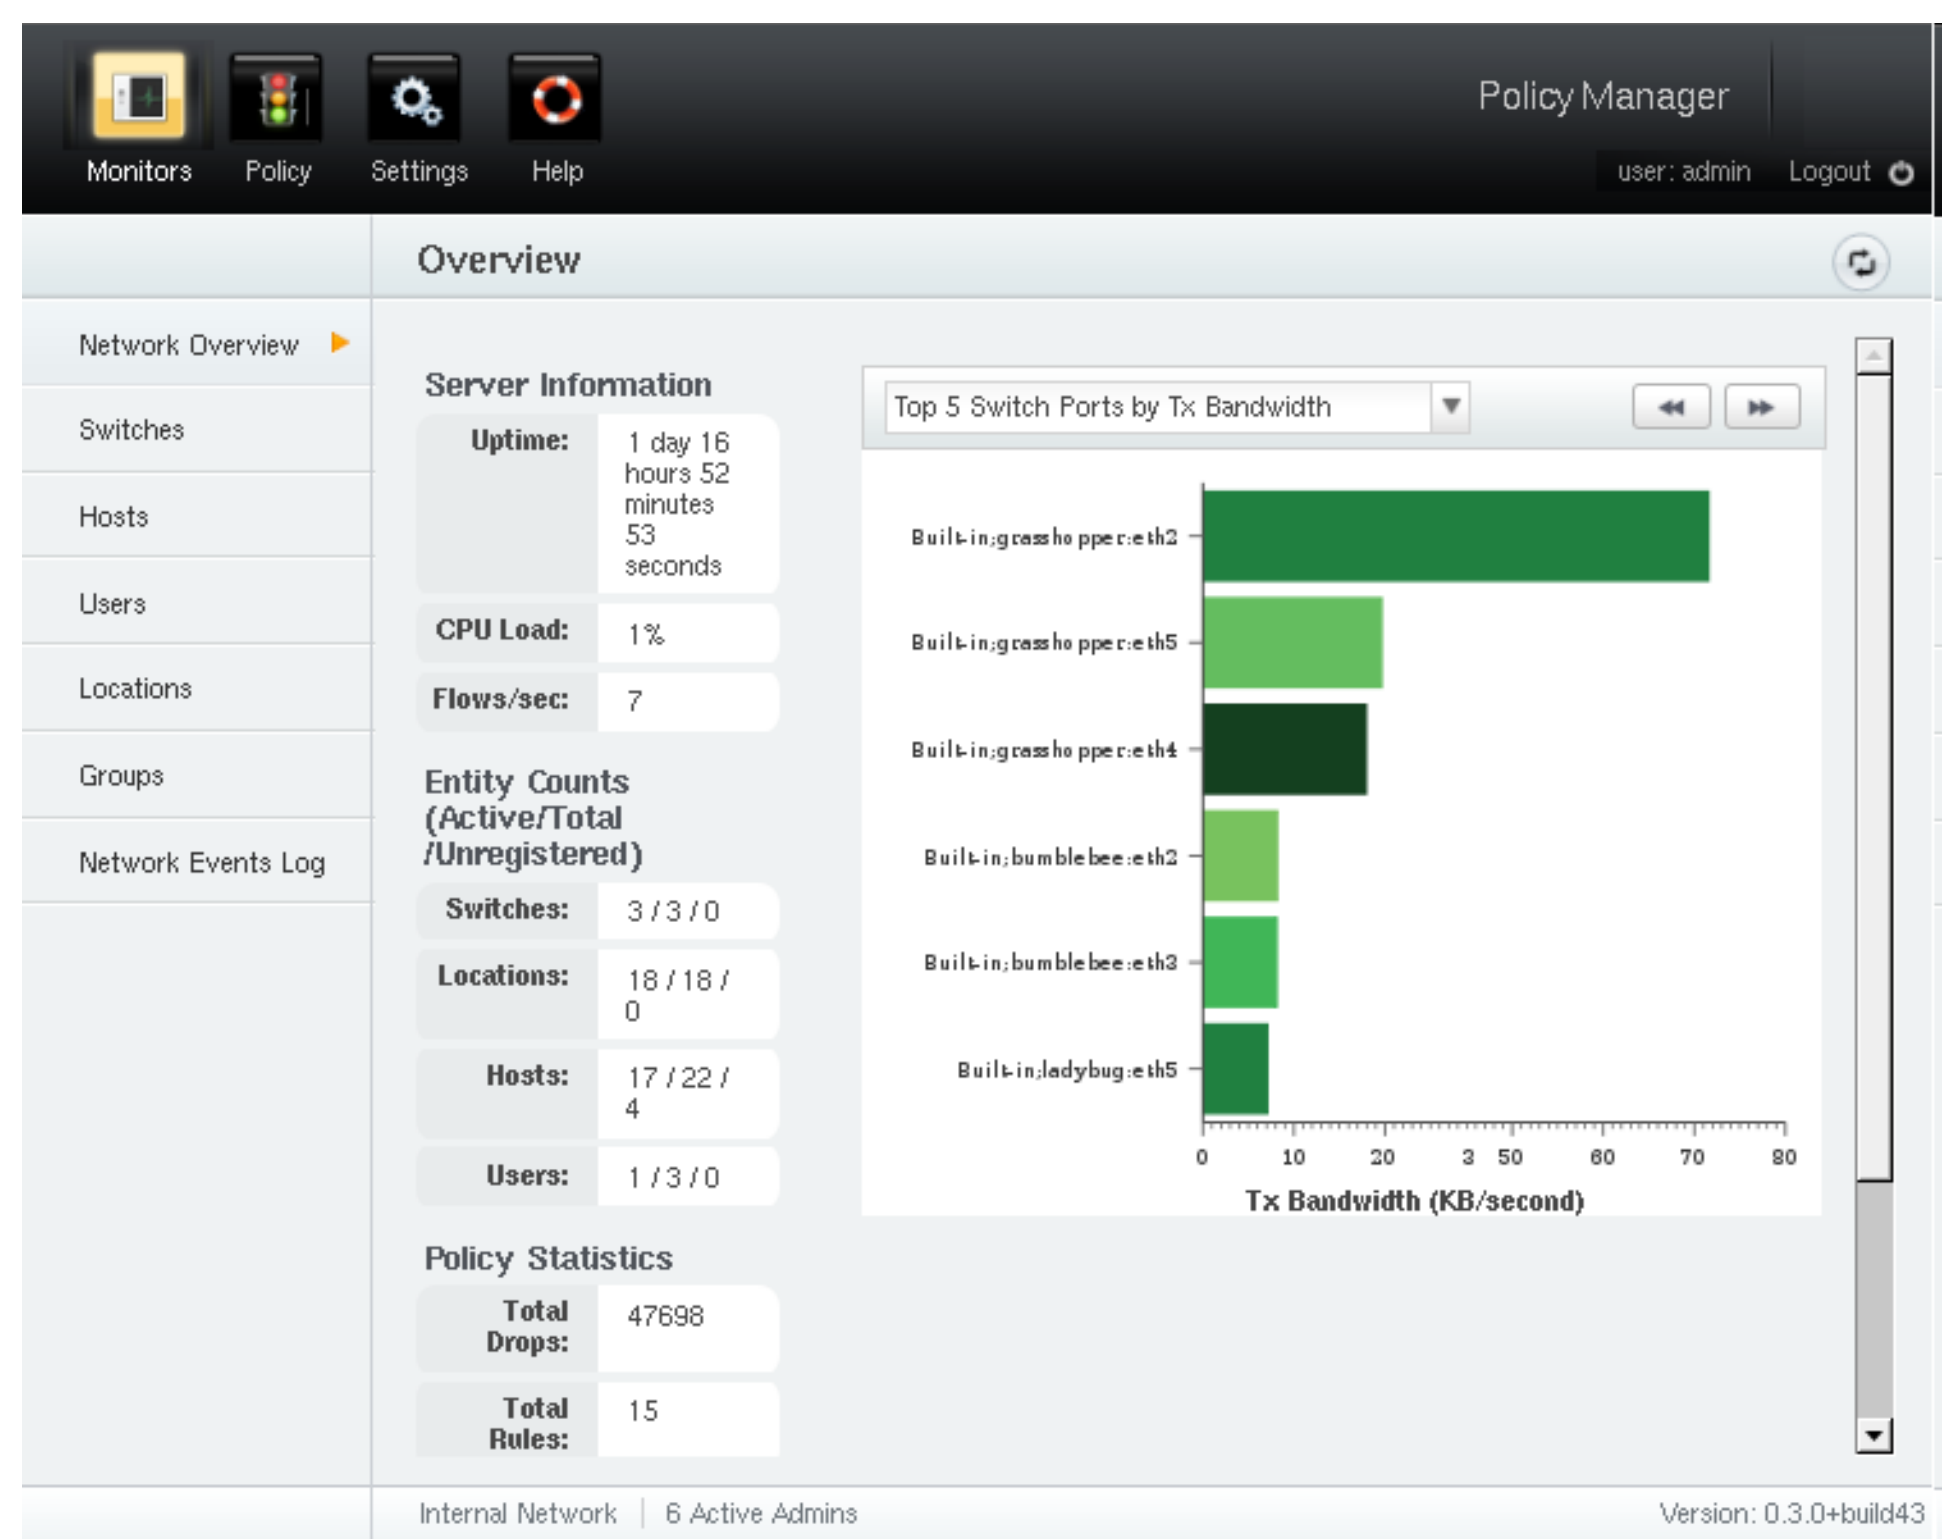 Policy Manager
Monitors
Policy
Settings
Help
user: admin
Logout
Overview
Network Overview
Switches
Hosts
Users
Locations
Groups
Network Events Log
Server Information
Uptime:
1 day 16
hours 52
minutes
53
seconds
CPU Load:
1%
Flows/sec:
7
Entity Counts
(Active/Total
/Unregistered)
Switches:
3 / 3 / 0
Locations:
18 / 18 /
0
Hosts:
17 / 22 /
4
Users:
1 / 3 / 0
Policy Statistics
Total
Drops:
47698
Total
Rules:
15
Top 5 Switch Ports by Tx Bandwidth
Built-in;grasshopper:eth2
Built-in;grasshopper:eth5
Built-in;grasshopper:eth4
Built-in;bumblebee:eth2
Built-in;bumblebee:eth3
Built-in;ladybug:eth5
0 10 20 3 50 60 70 80
Tx Bandwidth (KB/second)
Internal Network
6 Active Admins
Version: 0.3.0+build43